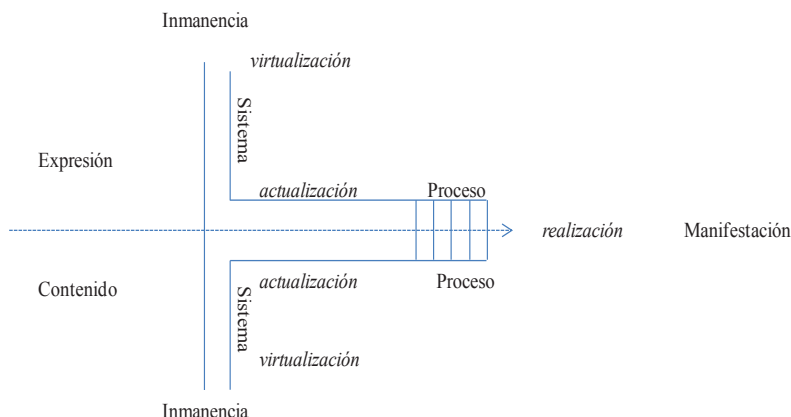 Inmanencia
virtualización
Sistema
Expresión
actualización Proceso
realización Manifestación
Contenido
actualización Proceso
Sistema
virtualización
Inmanencia